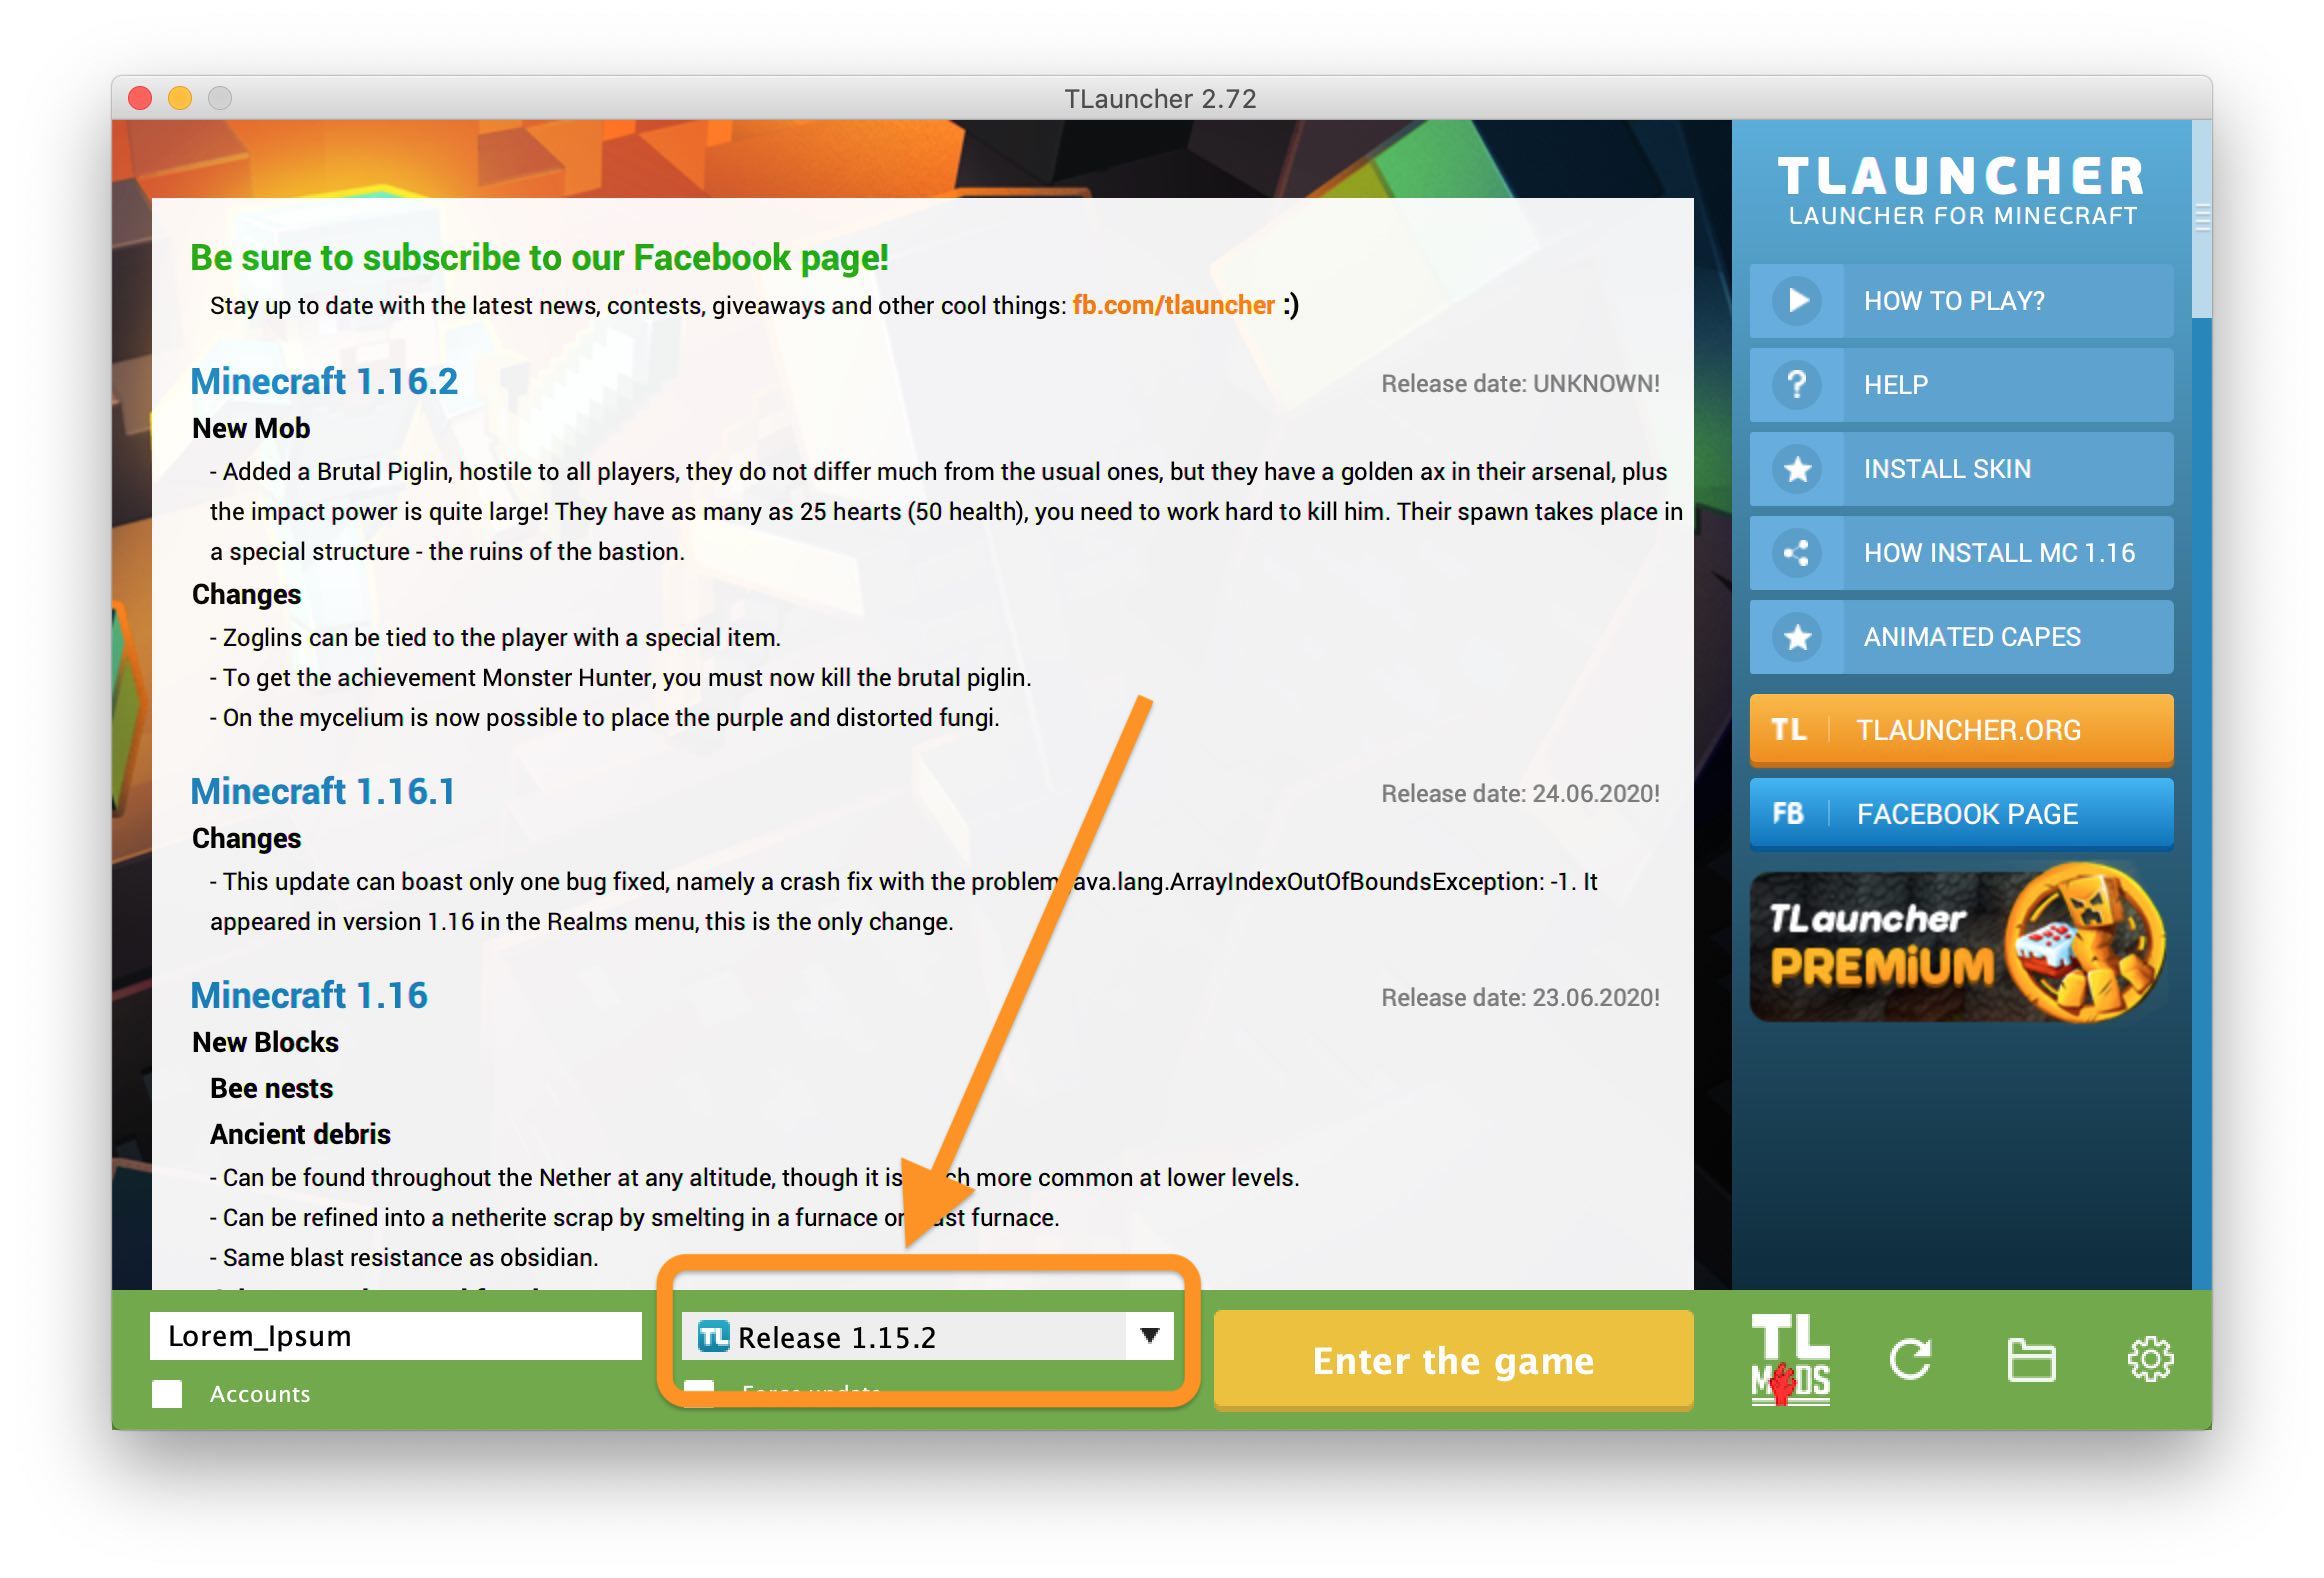 TLauncher 2.72
Be sure to subscribe to our Facebook page!
Stay up to date with the latest news, contests, giveaways and other cool things: fb.com/tlauncher :)
Minecraft 1.16.2
Release date: UNKNOWN!
New Mob
- Added a Brutal Piglin, hostile to all players, they do not differ much from the usual ones, but they have a golden ax in their arsenal, plus
the impact power is quite large! They have as many as 25 hearts (50 health), you need to work hard to kill him. Their spawn takes place in
a special structure - the ruins of the bastion.
Changes
- Zoglins can be tied to the player with a special item.
- To get the achievement Monster Hunter, you must now kill the brutal piglin.
- On the mycelium is now possible to place the purple and distorted fungi.
Minecraft 1.16.1
Release date: 24.06.2020!
Changes
- This update can boast only one bug fixed, namely a crash fix with the problem java.lang.ArrayIndexOutOfBoundsException: -1. It
appeared in version 1.16 in the Realms menu, this is the only change.
Minecraft 1.16
Release date: 23.06.2020!
New Blocks
Bee nests
Ancient debris
- Can be found throughout the Nether at any altitude, though it is much more common at lower levels.
- Can be refined into a netherite scrap by smelting in a furnace or blast furnace.
- Same blast resistance as obsidian.
TLAUNCHER
LAUNCHER FOR MINECRAFT
HOW TO PLAY?
HELP
INSTALL SKIN
HOW INSTALL MC 1.16
ANIMATED CAPES
TL TLAUNCHER.ORG
FB FACEBOOK PAGE
TLauncher
PREMiUM
Lorem_Ipsum
Accounts
TL Release 1.15.2
Force update
Enter the game
TL
MODS